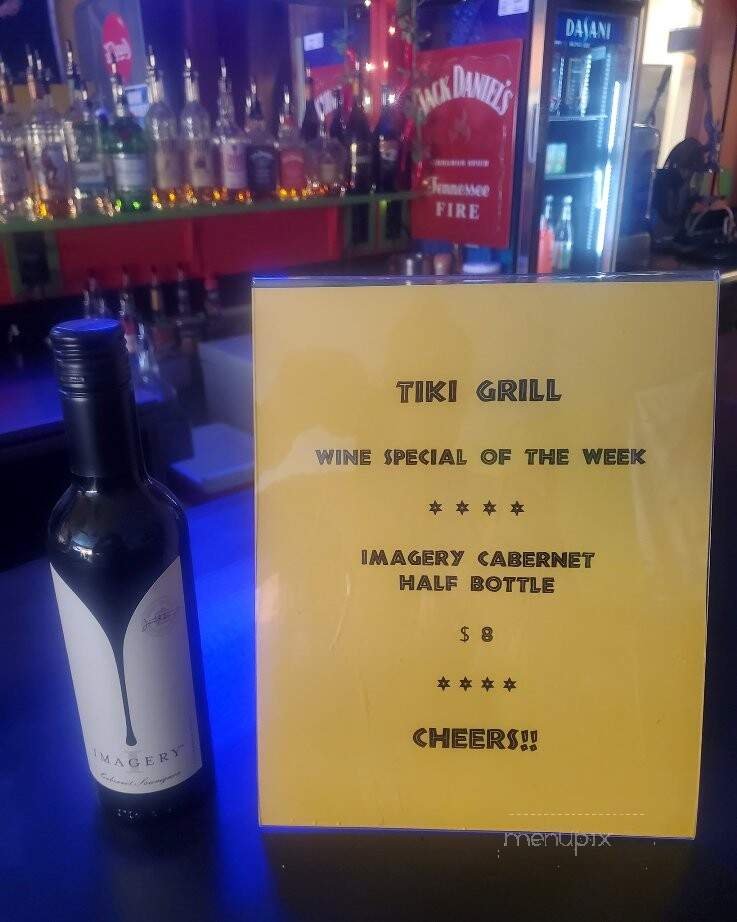 DASANI
JACK DANIEL'S
Tennessee
FIRE
TIKI GRILL
WINE SPECIAL OF THE WEEK
IMAGERY CABERNET
HALF BOTTLE
$ 8
CHEERS!!
IMAGERY
Cabernet Sauvignon
menupix